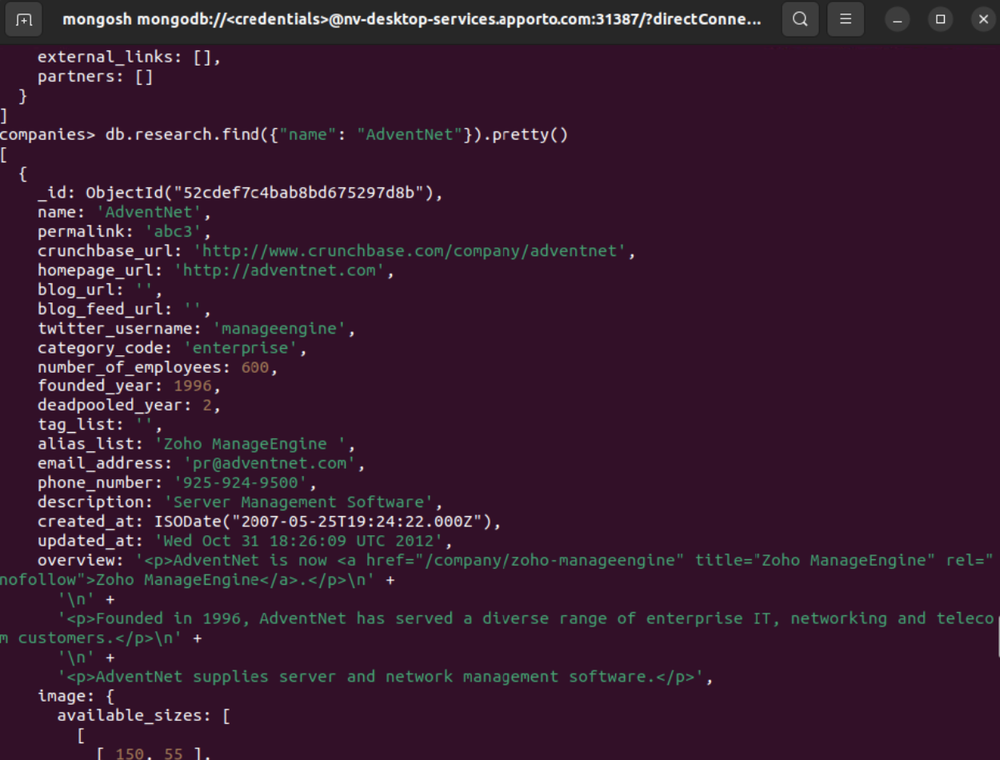 mongosh mongodb://<credentials>@nv-desktop-services.apporto.com:31387/?directConne...
external_links: [],
partners: []
}
]
companies> db.research.find({"name": "AdventNet"}).pretty()
[
{
_id: ObjectId("52cdef7c4bab8bd675297d8b"),
name: 'AdventNet',
permalink: 'abc3',
crunchbase_url: 'http://www.crunchbase.com/company/adventnet',
homepage_url: 'http://adventnet.com',
blog_url: '',
blog_feed_url: '',
twitter_username: 'manageengine',
category_code: 'enterprise',
number_of_employees: 600,
founded_year: 1996,
deadpooled_year: 2,
tag_list: '',
alias_list: 'Zoho ManageEngine ',
email_address: 'pr@adventnet.com',
phone_number: '925-924-9500',
description: 'Server Management Software',
created_at: ISODate("2007-05-25T19:24:22.000Z"),
updated_at: 'Wed Oct 31 18:26:09 UTC 2012',
overview: '<p>AdventNet is now <a href="/company/zoho-manageengine" title="Zoho ManageEngine" rel="
nofollow">Zoho ManageEngine</a>.</p>\n' +
'\n' +
'<p>Founded in 1996, AdventNet has served a diverse range of enterprise IT, networking and teleco
m customers.</p>\n' +
'\n' +
'<p>AdventNet supplies server and network management software.</p>',
image: {
available_sizes: [
[
[ 150, 55 ],